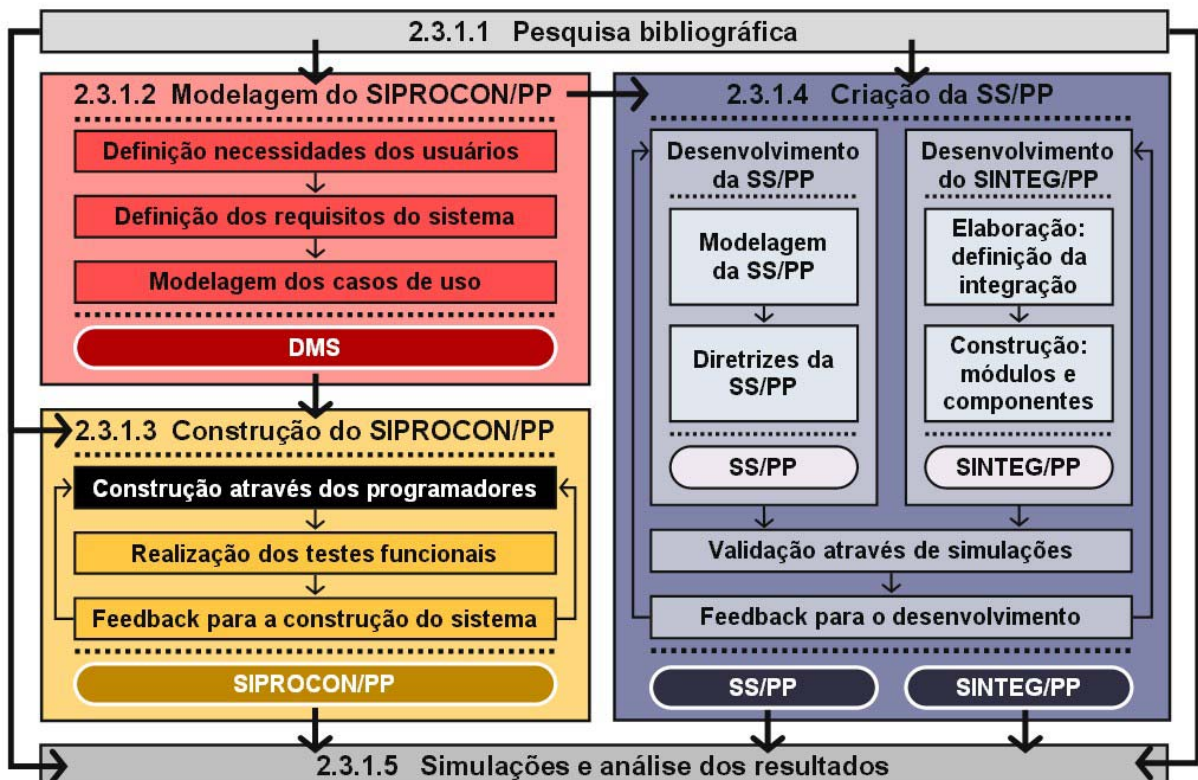 2.3.1.1 Pesquisa bibliográfica
2.3.1.2 Modelagem do SIPROCON/PP
Definição necessidades dos usuários
Definição dos requisitos do sistema
Modelagem dos casos de uso
DMS
2.3.1.3 Construção do SIPROCON/PP
Construção através dos programadores
Realização dos testes funcionais
Feedback para a construção do sistema
SIPROCON/PP
2.3.1.4 Criação da SS/PP
Desenvolvimento
da SS/PP
Modelagem
da SS/PP
Diretrizes da
SS/PP
SS/PP
Desenvolvimento
do SINTEG/PP
Elaboração:
definição da
integração
Construção:
módulos e
componentes
SINTEG/PP
Validação através de simulações
Feedback para o desenvolvimento
SS/PP
SINTEG/PP
2.3.1.5 Simulações e análise dos resultados